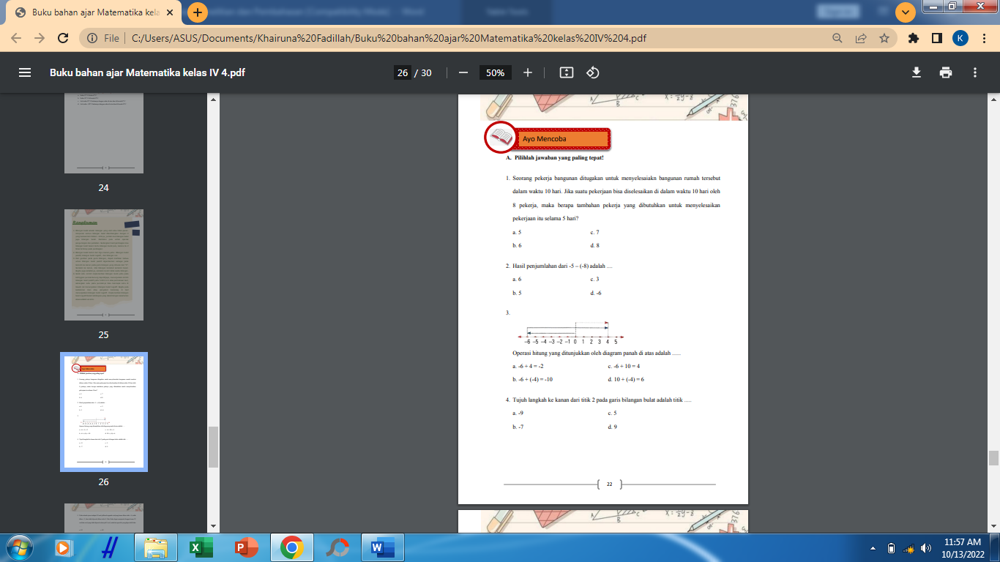 Buku bahan ajar Matematika kela
File
C:/Users/ASUS/Documents/Khairuna%20Fadillah/Buku%20bahan%20ajar%20Matematika%20kelas%20IV%204.pdf
K
Buku bahan ajar Matematika kelas IV 4.pdf
26 / 30
50%
24
25
26
Rangkuman
Ayo Mencoba
A. Pilihlah jawaban yang paling tepat!
1. Seorang pekerja bangunan ditugakan untuk menyelesaiakn bangunan rumah tersebut
dalam waktu 10 hari. Jika suatu pekerjaan bisa diselesaikan di dalam waktu 10 hari oleh
8 pekerja, maka berapa tambahan pekerja yang dibutuhkan untuk menyelesaikan
pekerjaan itu selama 5 hari?
a. 5 c. 7
b. 6 d. 8
2. Hasil penjumlahan dari -5 – (-8) adalah ....
a. 6 c. 3
b. 5 d. -6
3.
–6 –5 –4 –3 –2 –1 0 1 2 3 4 5
Operasi hitung yang ditunjukkan oleh diagram panah di atas adalah ......
a. -6 + 4 = -2 c. -6 + 10 = 4
b. -6 + (-4) = -10 d. 10 + (-4) = 6
4. Tujuh langkah ke kanan dari titik 2 pada garis bilangan bulat adalah titik .....
a. -9 c. 5
b. -7 d. 9
22
11:57 AM
10/13/2022